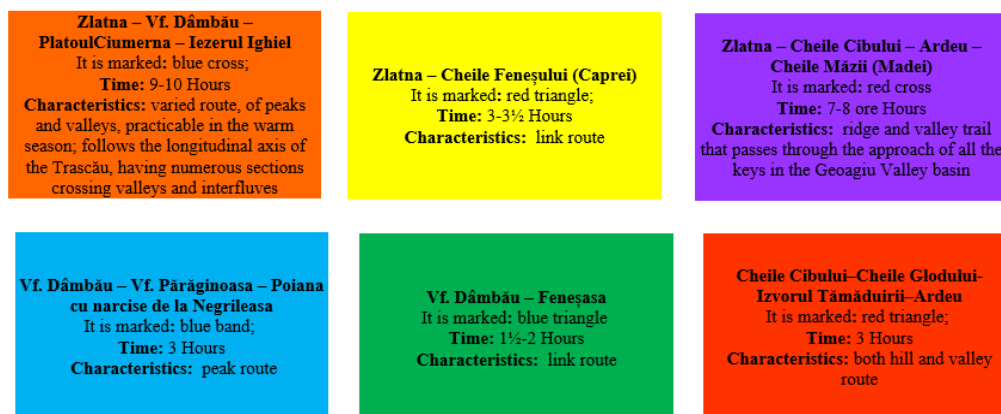 Zlatna – Vf. Dâmbău –
PlatoulCiumerna – Iezerul Ighiel
It is marked: blue cross;
Time: 9-10 Hours
Characteristics: varied route, of peaks
and valleys, practicable in the warm
season; follows the longitudinal axis of
the Trascău, having numerous sections
crossing valleys and interfluves
Zlatna – Cheile Feneșului (Caprei)
It is marked: red triangle;
Time: 3-3½ Hours
Characteristics: link route
Zlatna – Cheile Cibului – Ardeu –
Cheile Măzii (Madei)
It is marked: red cross
Time: 7-8 ore Hours
Characteristics: ridge and valley trail
that passes through the approach of all the
keys in the Geoagiu Valley basin
Vf. Dâmbău – Vf. Părăginoasa – Poiana
cu narcise de la Negrileasa
It is marked: blue band;
Time: 3 Hours
Characteristics: peak route
Vf. Dâmbău – Feneșasa
It is marked: blue triangle
Time: 1½-2 Hours
Characteristics: link route
Cheile Cibului–Cheile Glodului-
Izvorul Tămăduirii–Ardeu
It is marked: red triangle;
Time: 3 Hours
Characteristics: both hill and valley
route